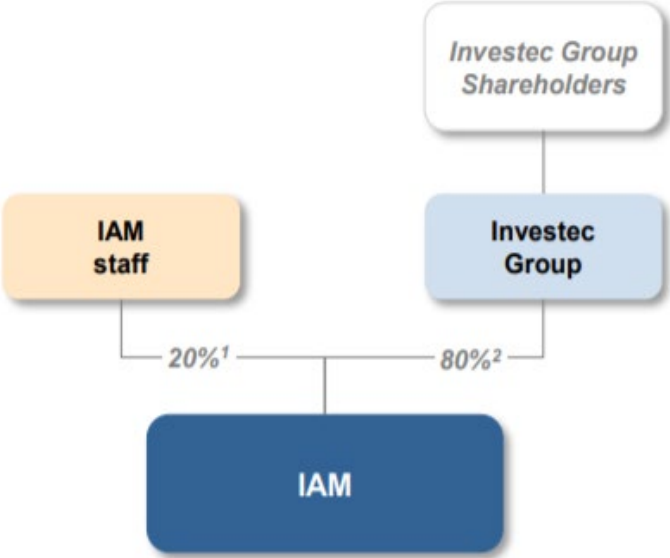 Investec Group
Shareholders
IAM
staff
Investec
Group
20%¹
80%²
IAM